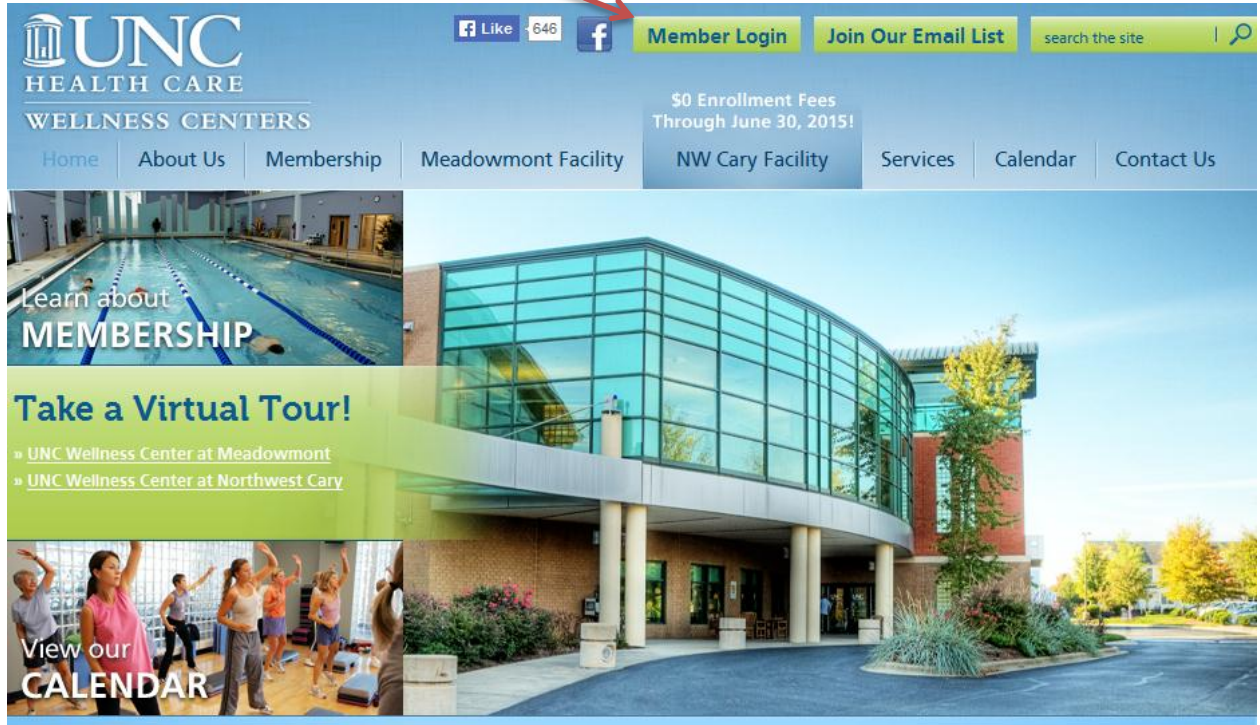 UNC
HEALTH CARE
WELLNESS CENTERS
Like 646
f
Member Login
Join Our Email List
search the site
$0 Enrollment Fees
Through June 30, 2015!
Home
About Us
Membership
Meadowmont Facility
NW Cary Facility
Services
Calendar
Contact Us
Learn about
MEMBERSHIP
Take a Virtual Tour!
» UNC Wellness Center at Meadowmont
» UNC Wellness Center at Northwest Cary
View our
CALENDAR